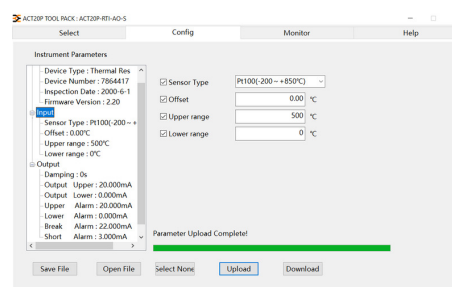 ACT20P TOOL PACK : ACT20P-RTI-AO-S
Select Config Monitor Help
Instrument Parameters
Device Type : Thermal Res
Device Number : 7864417
Inspection Date : 2000-6-1
Firmware Version : 2.20
Input
Sensor Type : Pt100(-200 ~ +
Offset : 0.00℃
Upper range : 500℃
Lower range : 0℃
Output
Damping : 0s
Output Upper : 20.000mA
Output Lower : 0.000mA
Upper Alarm : 20.000mA
Lower Alarm : 0.000mA
Break Alarm : 22.000mA
Short Alarm : 3.000mA
Sensor Type Pt100(-200 ~ +850℃)
Offset 0.00 ℃
Upper range 500 ℃
Lower range 0 ℃
Parameter Upload Complete!
Save File Open File Select None Upload Download